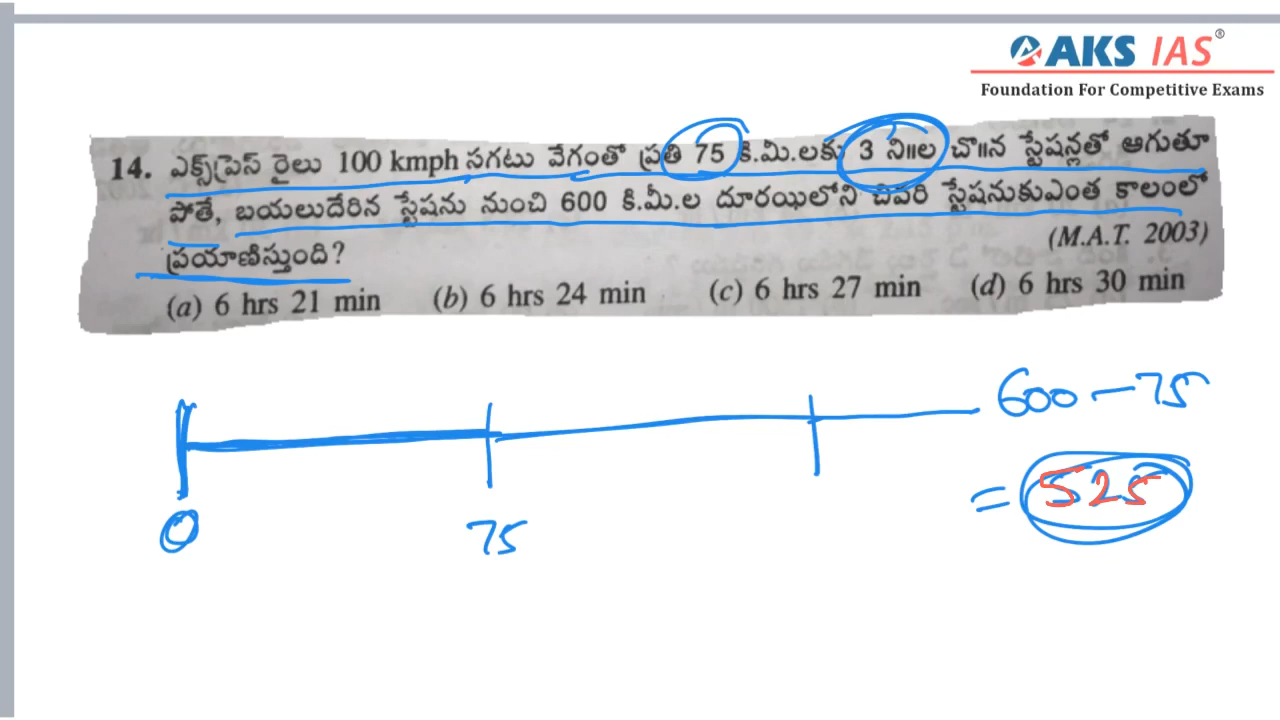 AKS IAS®
Foundation For Competitive Exams
14. ఎక్స్‌ప్రెస్ రైలు 100 kmph సగటు వేగంతో ప్రతి 75 కి.మీ.లకు 3 ని॥ల చొ॥న స్టేషన్లతో ఆగుతూ
పోతే, బయలుదేరిన స్టేషను నుంచి 600 కి.మీ.ల దూరఝిలోని చివరి స్టేషనుకుఎంత కాలంలో
ప్రయాణిస్తుంది? (M.A.T. 2003)
(a) 6 hrs 21 min (b) 6 hrs 24 min (c) 6 hrs 27 min (d) 6 hrs 30 min
600 - 75
= 525
0 75